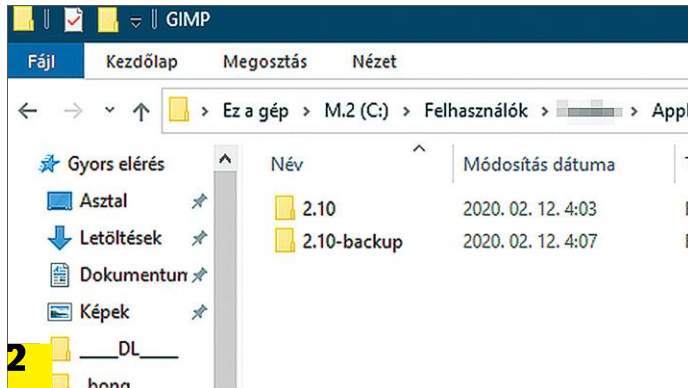 GIMP
Fájl Kezdőlap Megosztás Nézet
Ez a gép > M.2 (C:) > Felhasználók > >
Gyors elérés Név Módosítás dátuma
Asztal 2.10 2020. 02. 12. 4:03
Letöltések 2.10-backup 2020. 02. 12. 4:07
Dokumentum
Képek
____DL____
2